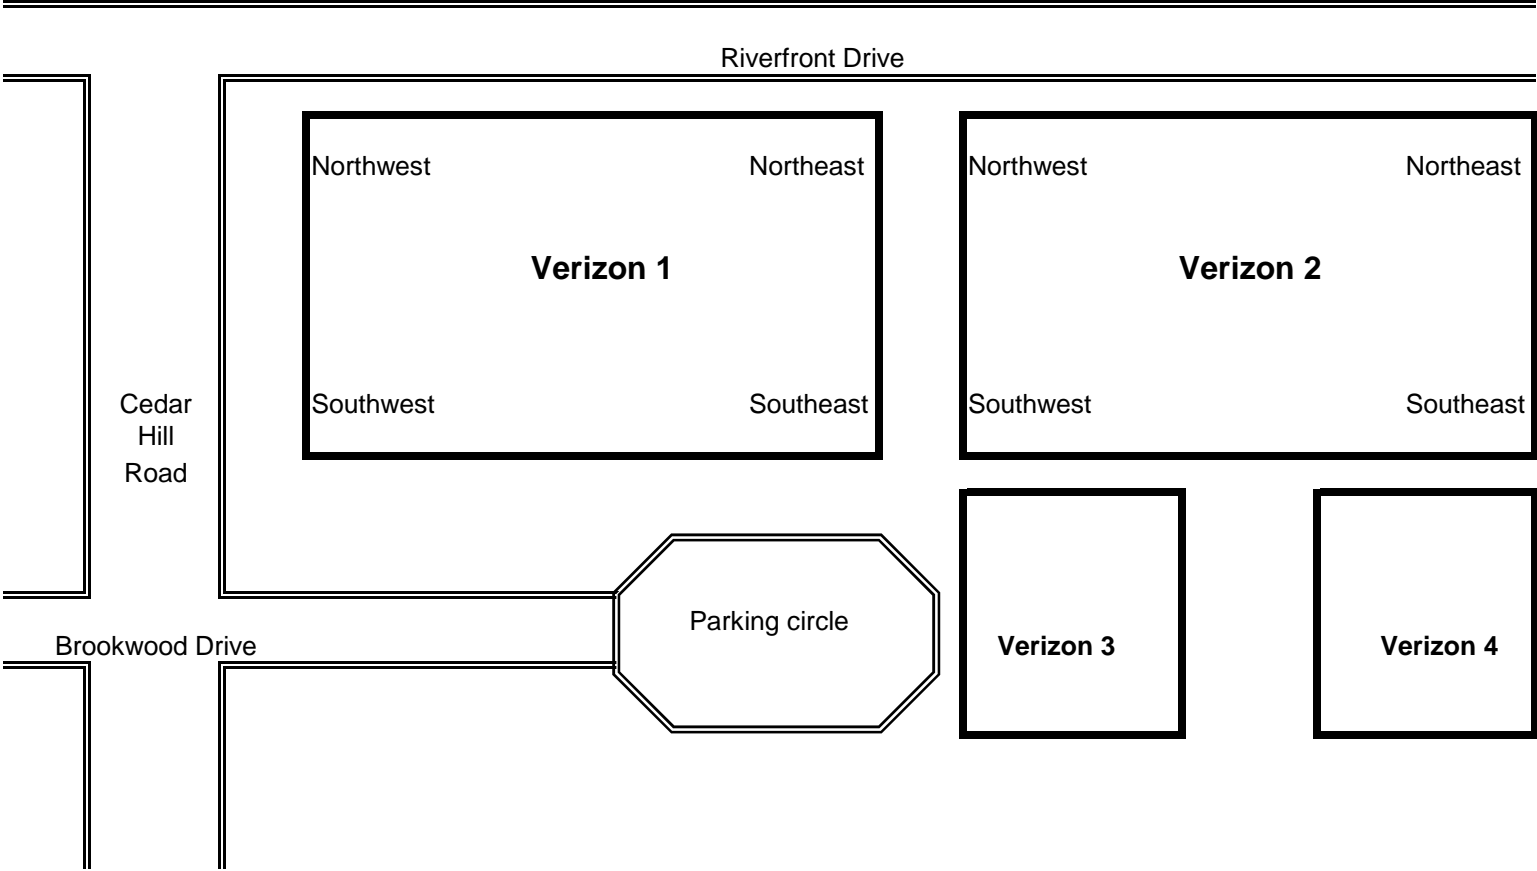 Riverfront Drive
Northwest
Northeast
Northwest
Northeast
Verizon 1
Verizon 2
Cedar
Hill
Road
Southwest
Southeast
Southwest
Southeast
Parking circle
Brookwood Drive
Verizon 3
Verizon 4